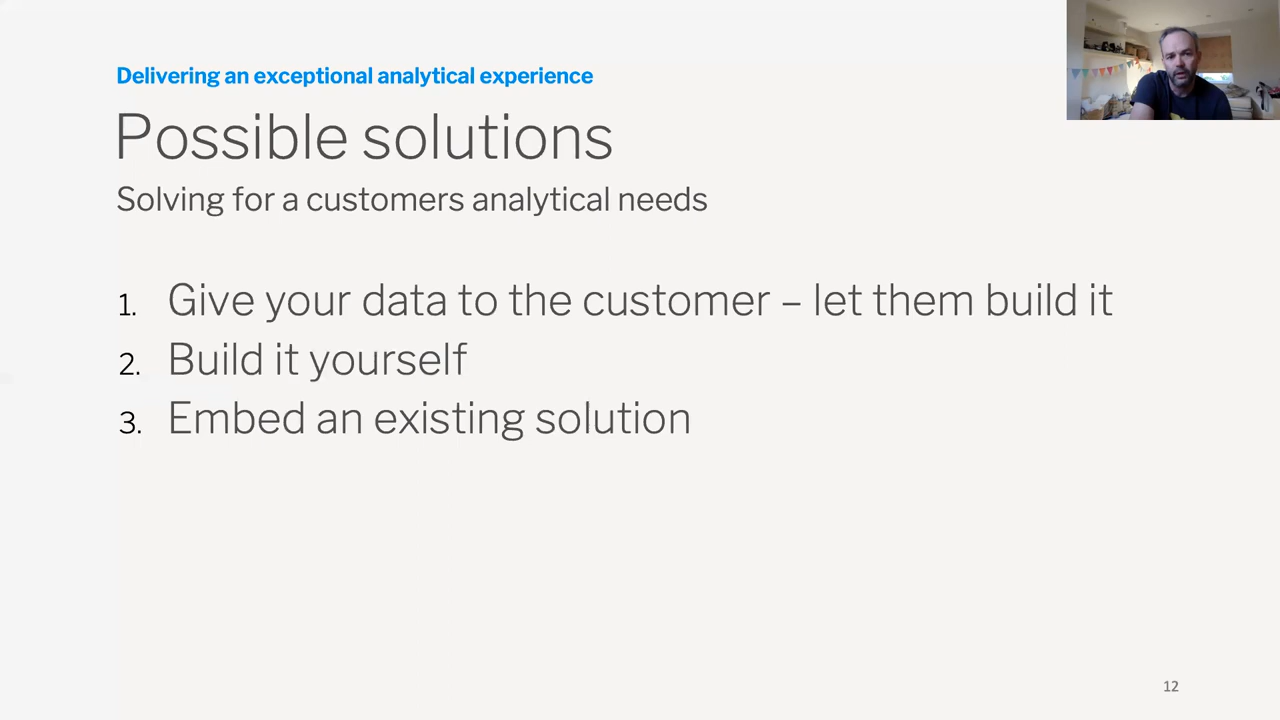 Delivering an exceptional analytical experience
Possible solutions
Solving for a customers analytical needs
1. Give your data to the customer – let them build it
2. Build it yourself
3. Embed an existing solution
12